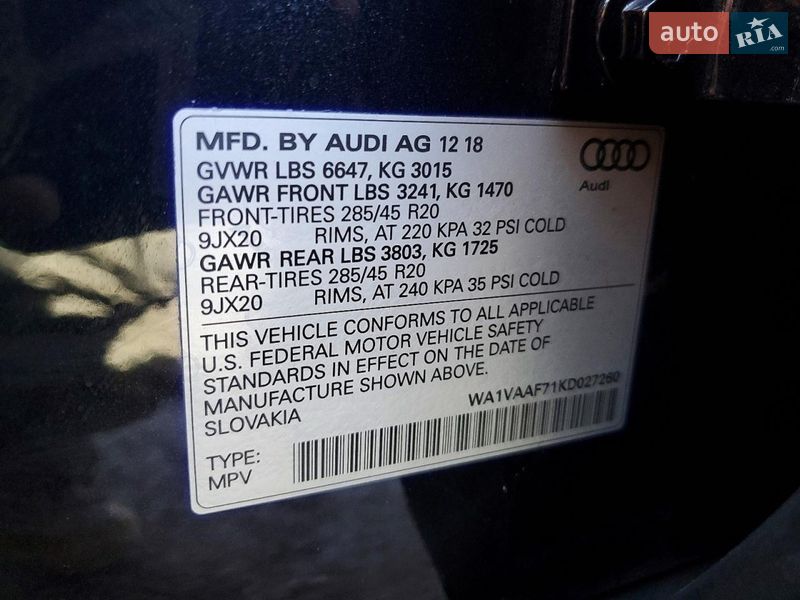 auto RIA .com
MFD. BY AUDI AG 12 18
GVWR LBS 6647, KG 3015
GAWR FRONT LBS 3241, KG 1470
FRONT-TIRES 285/45 R20
9JX20 RIMS, AT 220 KPA 32 PSI COLD
GAWR REAR LBS 3803, KG 1725
REAR-TIRES 285/45 R20
9JX20 RIMS, AT 240 KPA 35 PSI COLD
Audi
THIS VEHICLE CONFORMS TO ALL APPLICABLE
U.S. FEDERAL MOTOR VEHICLE SAFETY
STANDARDS IN EFFECT ON THE DATE OF
MANUFACTURE SHOWN ABOVE.
SLOVAKIA
WA1VAAF71KD027260
TYPE:
MPV